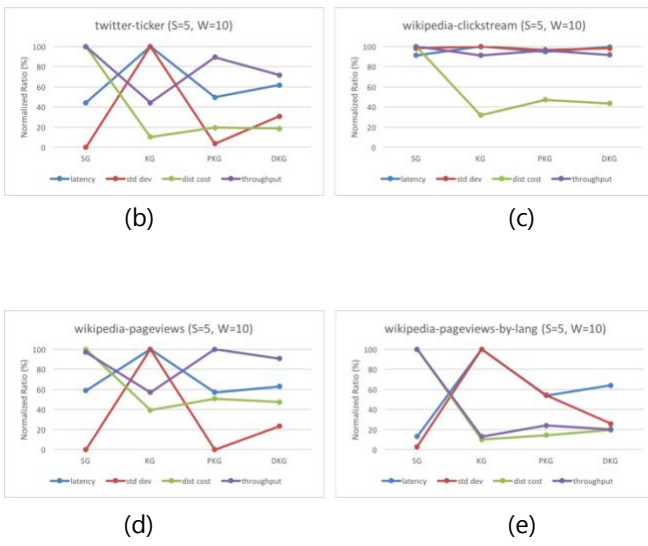 twitter-ticker (S=5, W=10)
Normalized Ratio (%)
100
80
60
40
20
0
SG KG PKG DKG
latency std dev dist cost throughput
(b)
wikipedia-clickstream (S=5, W=10)
Normalized Ratio (%)
100
80
60
40
20
0
SG KG PKG DKG
latency std dev dist cost throughput
(c)
wikipedia-pageviews (S=5, W=10)
Normalized Ratio (%)
100
80
60
40
20
0
SG KG PKG DKG
latency std dev dist cost throughput
(d)
wikipedia-pageviews-by-lang (S=5, W=10)
Normalized Ratio (%)
100
80
60
40
20
0
SG KG PKG DKG
latency std dev dist cost throughput
(e)